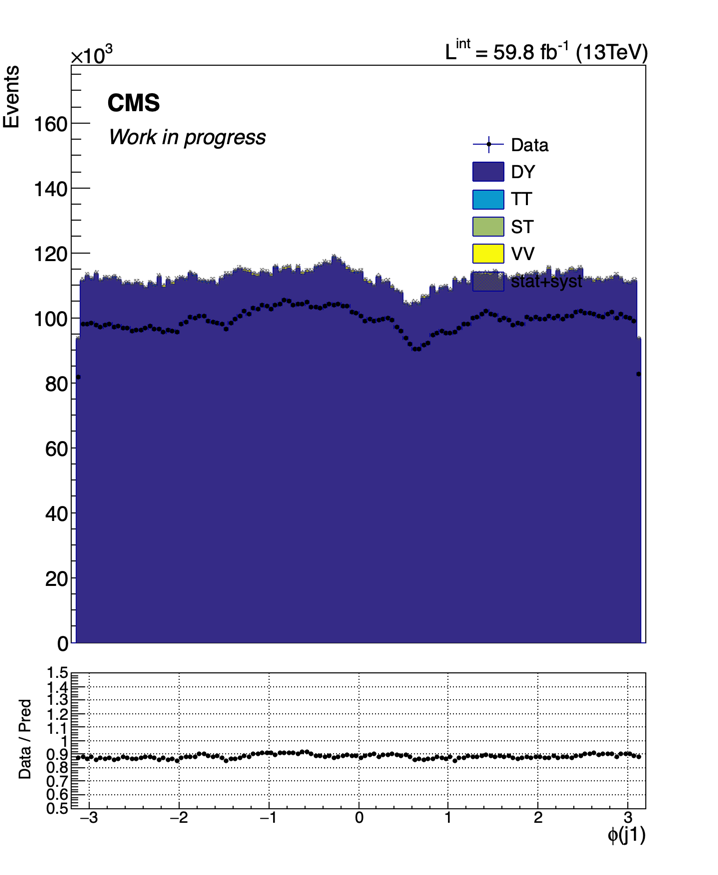 ×10³
L^int = 59.8 fb⁻¹ (13TeV)
Events
CMS
Work in progress
Data
DY
TT
ST
VV
stat+syst
160
140
120
100
80
60
40
20
0
Data / Pred
1.5
1.4
1.3
1.2
1.1
1
0.9
0.8
0.7
0.6
0.5
−3 −2 −1 0 1 2 3
ϕ(j1)